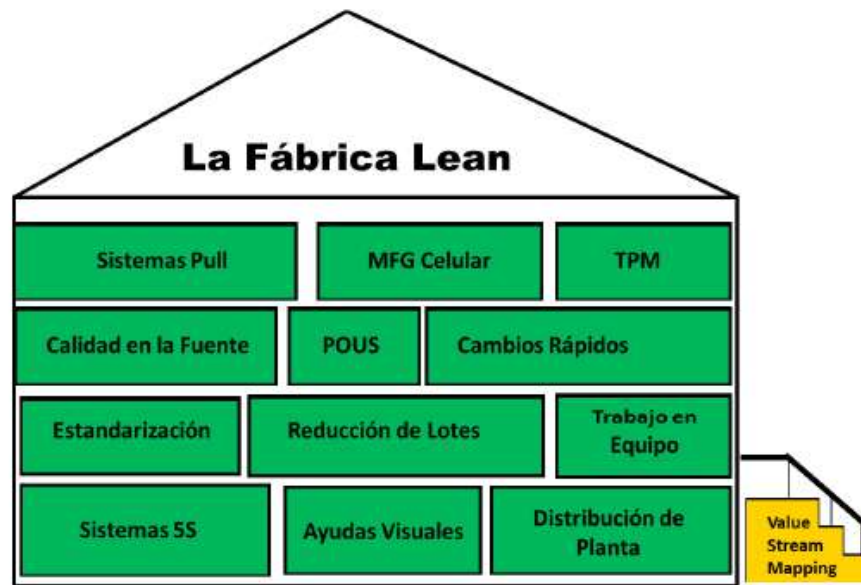 La Fábrica Lean
Sistemas Pull
MFG Celular
TPM
Calidad en la Fuente
POUS
Cambios Rápidos
Estandarización
Reducción de Lotes
Trabajo en
Equipo
Sistemas 5S
Ayudas Visuales
Distribución de
Planta
Value
Stream
Mapping